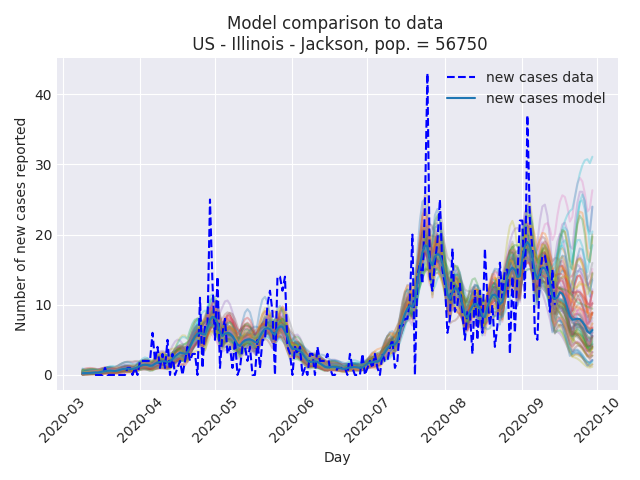 Model comparison to data
US - Illinois - Jackson, pop. = 56750
new cases data
new cases model
Number of new cases reported
40
30
20
10
0
2020-03
2020-04
2020-05
2020-06
2020-07
2020-08
2020-09
2020-10
Day